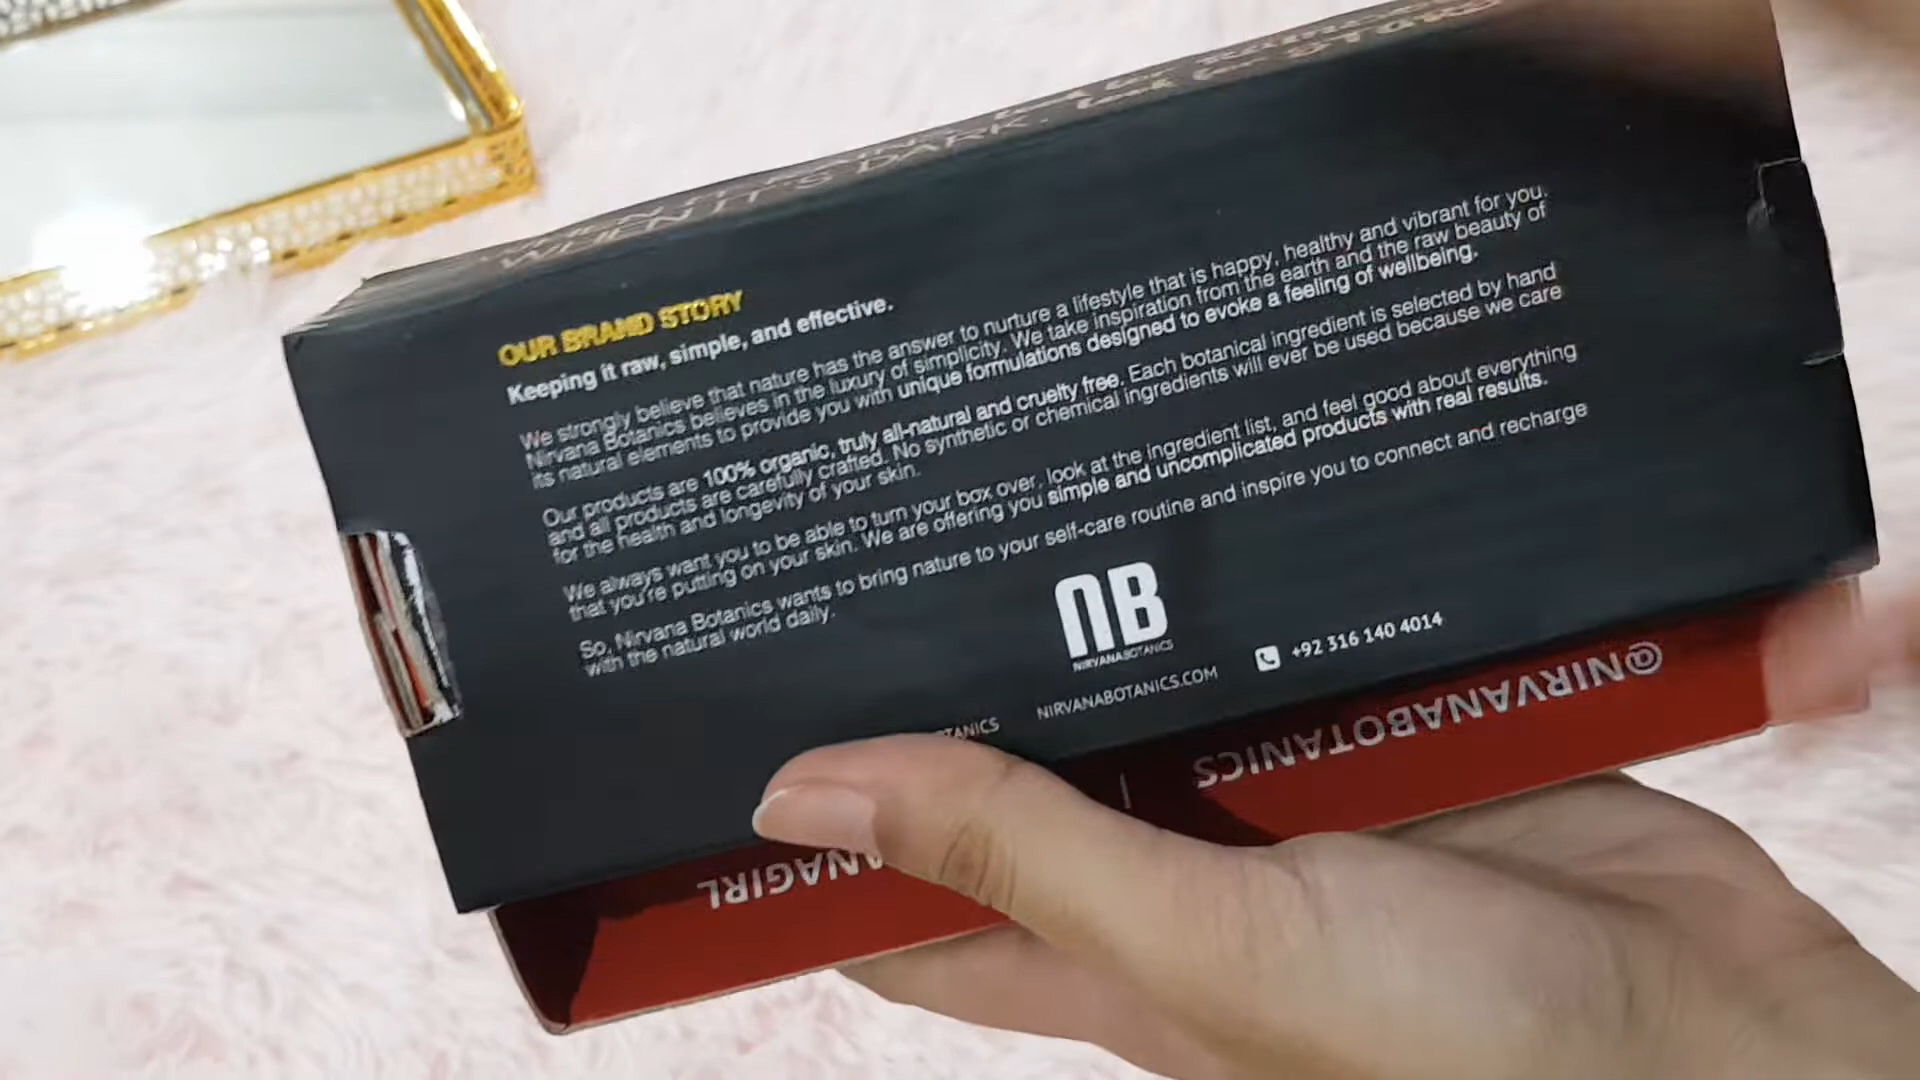 WHEN IT'S DARK, Look for STARS
OUR BRAND STORY
Keeping it raw, simple, and effective.
We strongly believe that nature has the answer to nurture a lifestyle that is happy, healthy and vibrant for you.
Nirvana Botanics believes in the luxury of simplicity. We take inspiration from the earth and the raw beauty of
its natural elements to provide you with unique formulations designed to evoke a feeling of wellbeing.
Our products are 100% organic, truly all-natural and cruelty free. Each botanical ingredient is selected by hand
and all products are carefully crafted. No synthetic or chemical ingredients will ever be used because we care
for the health and longevity of your skin.
We always want you to be able to turn your box over, look at the ingredient list, and feel good about everything
that you're putting on your skin. We are offering you simple and uncomplicated products with real results.
So, Nirvana Botanics wants to bring nature to your self-care routine and inspire you to connect and recharge
with the natural world daily.
NB
NIRVANABOTANICS
NIRVANABOTANICS.COM
+92 316 140 4014
@NIRVANABOTANICS |